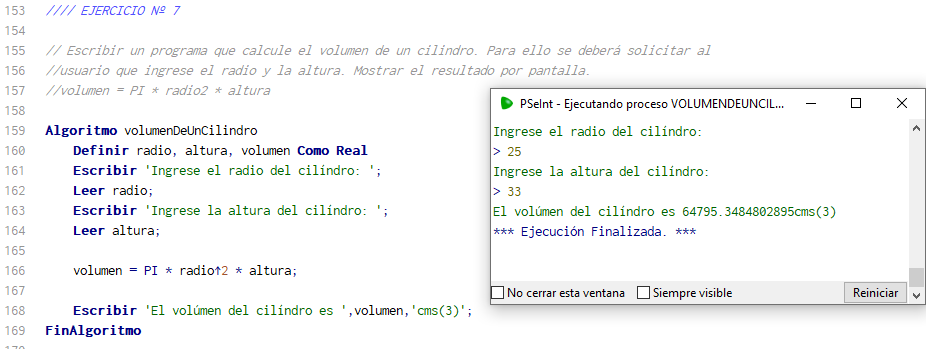 153 //// EJERCICIO Nº 7
154
155 // Escribir un programa que calcule el volumen de un cilindro. Para ello se deberá solicitar al
156 //usuario que ingrese el radio y la altura. Mostrar el resultado por pantalla.
157 //volumen = PI * radio2 * altura
158
159 Algoritmo volumenDeUnCilindro
160 Definir radio, altura, volumen Como Real
161 Escribir 'Ingrese el radio del cilíndro: ';
162 Leer radio;
163 Escribir 'Ingrese la altura del cilíndro: ';
164 Leer altura;
165
166 volumen = PI * radio↑2 * altura;
167
168 Escribir 'El volúmen del cilíndro es ',volumen,'cms(3)';
169 FinAlgoritmo
PSeInt - Ejecutando proceso VOLUMENDEUNCIL...
Ingrese el radio del cilíndro:
> 25
Ingrese la altura del cilíndro:
> 33
El volúmen del cilíndro es 64795.3484802895cms(3)
*** Ejecución Finalizada. ***
No cerrar esta ventana Siempre visible Reiniciar